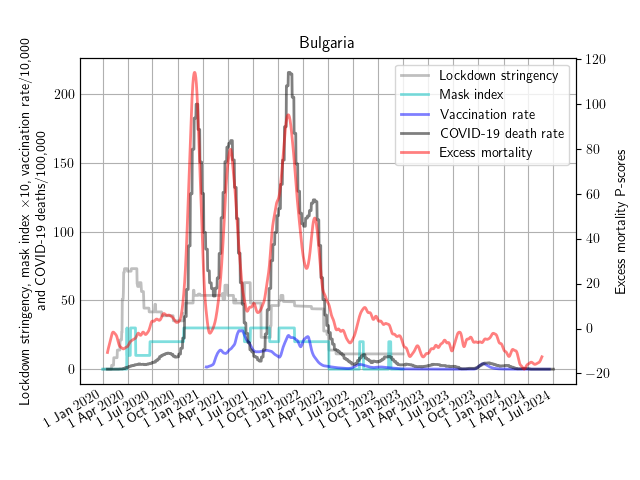 Bulgaria
Lockdown stringency, mask index ×10, vaccination rate/10,000
and COVID-19 deaths/100,000
200
150
100
50
0
Lockdown stringency
Mask index
Vaccination rate
COVID-19 death rate
Excess mortality
120
100
80
60
40
20
0
−20
Excess mortality P-scores
1 Jan 2020
1 Apr 2020
1 Jul 2020
1 Oct 2020
1 Jan 2021
1 Apr 2021
1 Jul 2021
1 Oct 2021
1 Jan 2022
1 Apr 2022
1 Jul 2022
1 Oct 2022
1 Jan 2023
1 Apr 2023
1 Jul 2023
1 Oct 2023
1 Jan 2024
1 Apr 2024
1 Jul 2024